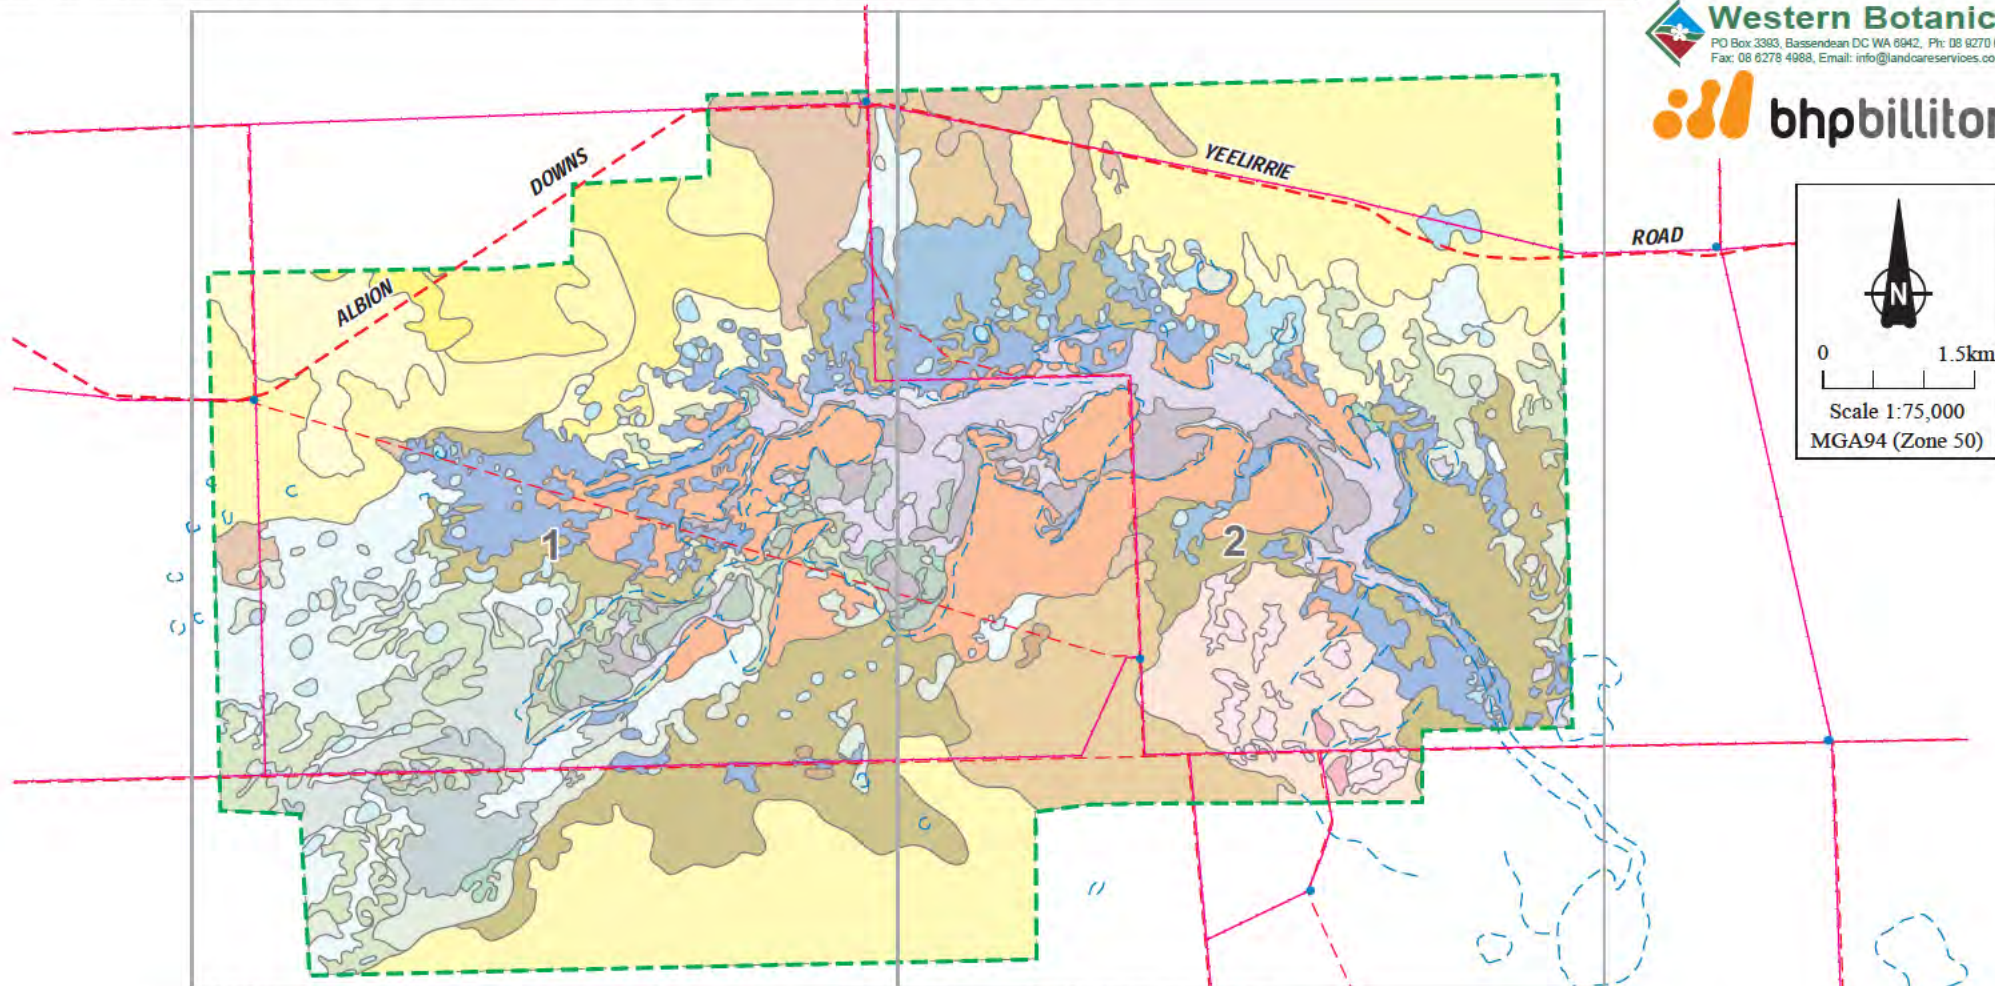 Western Botanic
PO Box 3393, Bassendean DC WA 6942, Ph: 08 9270
Fax: 08 6278 4988, Email: info@landcareservices.co
bhpbilliton
DOWNS
YEELIRRIE
ROAD
ALBION
N
0 1.5km
Scale 1:75,000
MGA94 (Zone 50)
1
2